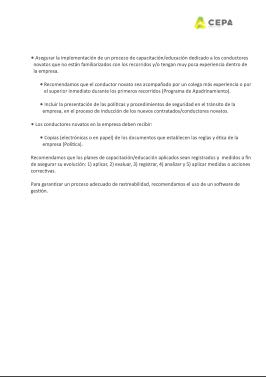 CEPA
• Asegurar la implementación de un proceso de capacitación/educación dedicado a los conductores
novatos que no están familiarizados con los recorridos y/o tengan muy poca experiencia dentro de
la empresa.
• Recomendamos que el conductor novato sea acompañado por un colega más experiencia o por
el superior inmediato durante los primeros recorridos (Programa de Apadrinamiento).
• Incluir la presentación de las políticas y procedimientos de seguridad en el tránsito de la
empresa, en el proceso de inducción de los nuevos contratados/conductores novatos.
• Los conductores novatos en la empresa deben recibir:
• Copias (electrónicas o en papel) de los documentos que establecen las reglas y ética de la
empresa (Política).
Recomendamos que los planes de capacitación/educación aplicados sean registrados y medidos a fin
de asegurar su evolución: 1) aplicar, 2) evaluar, 3) registrar, 4) analizar y 5) aplicar medidas o acciones
correctivas.
Para garantizar un proceso adecuado de rastreabilidad, recomendamos el uso de un software de
gestión.